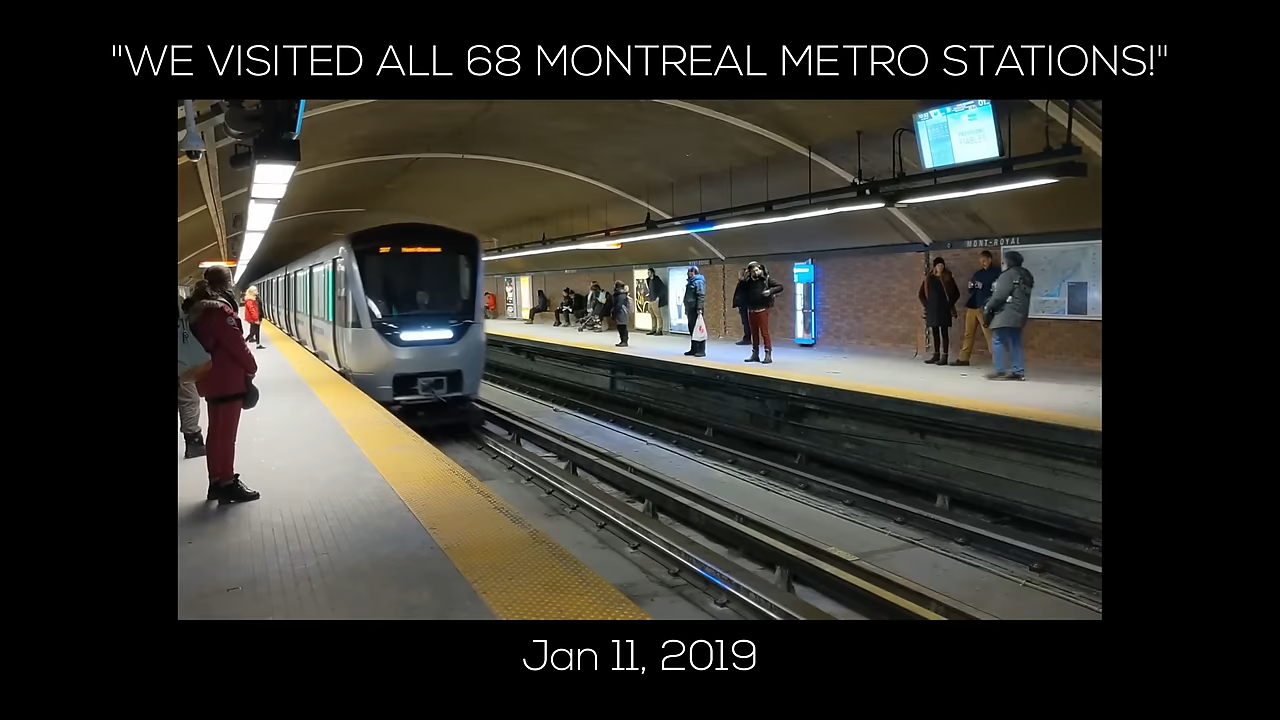 "WE VISITED ALL 68 MONTREAL METRO STATIONS!"
MONT-ROYAL
Jan 11, 2019